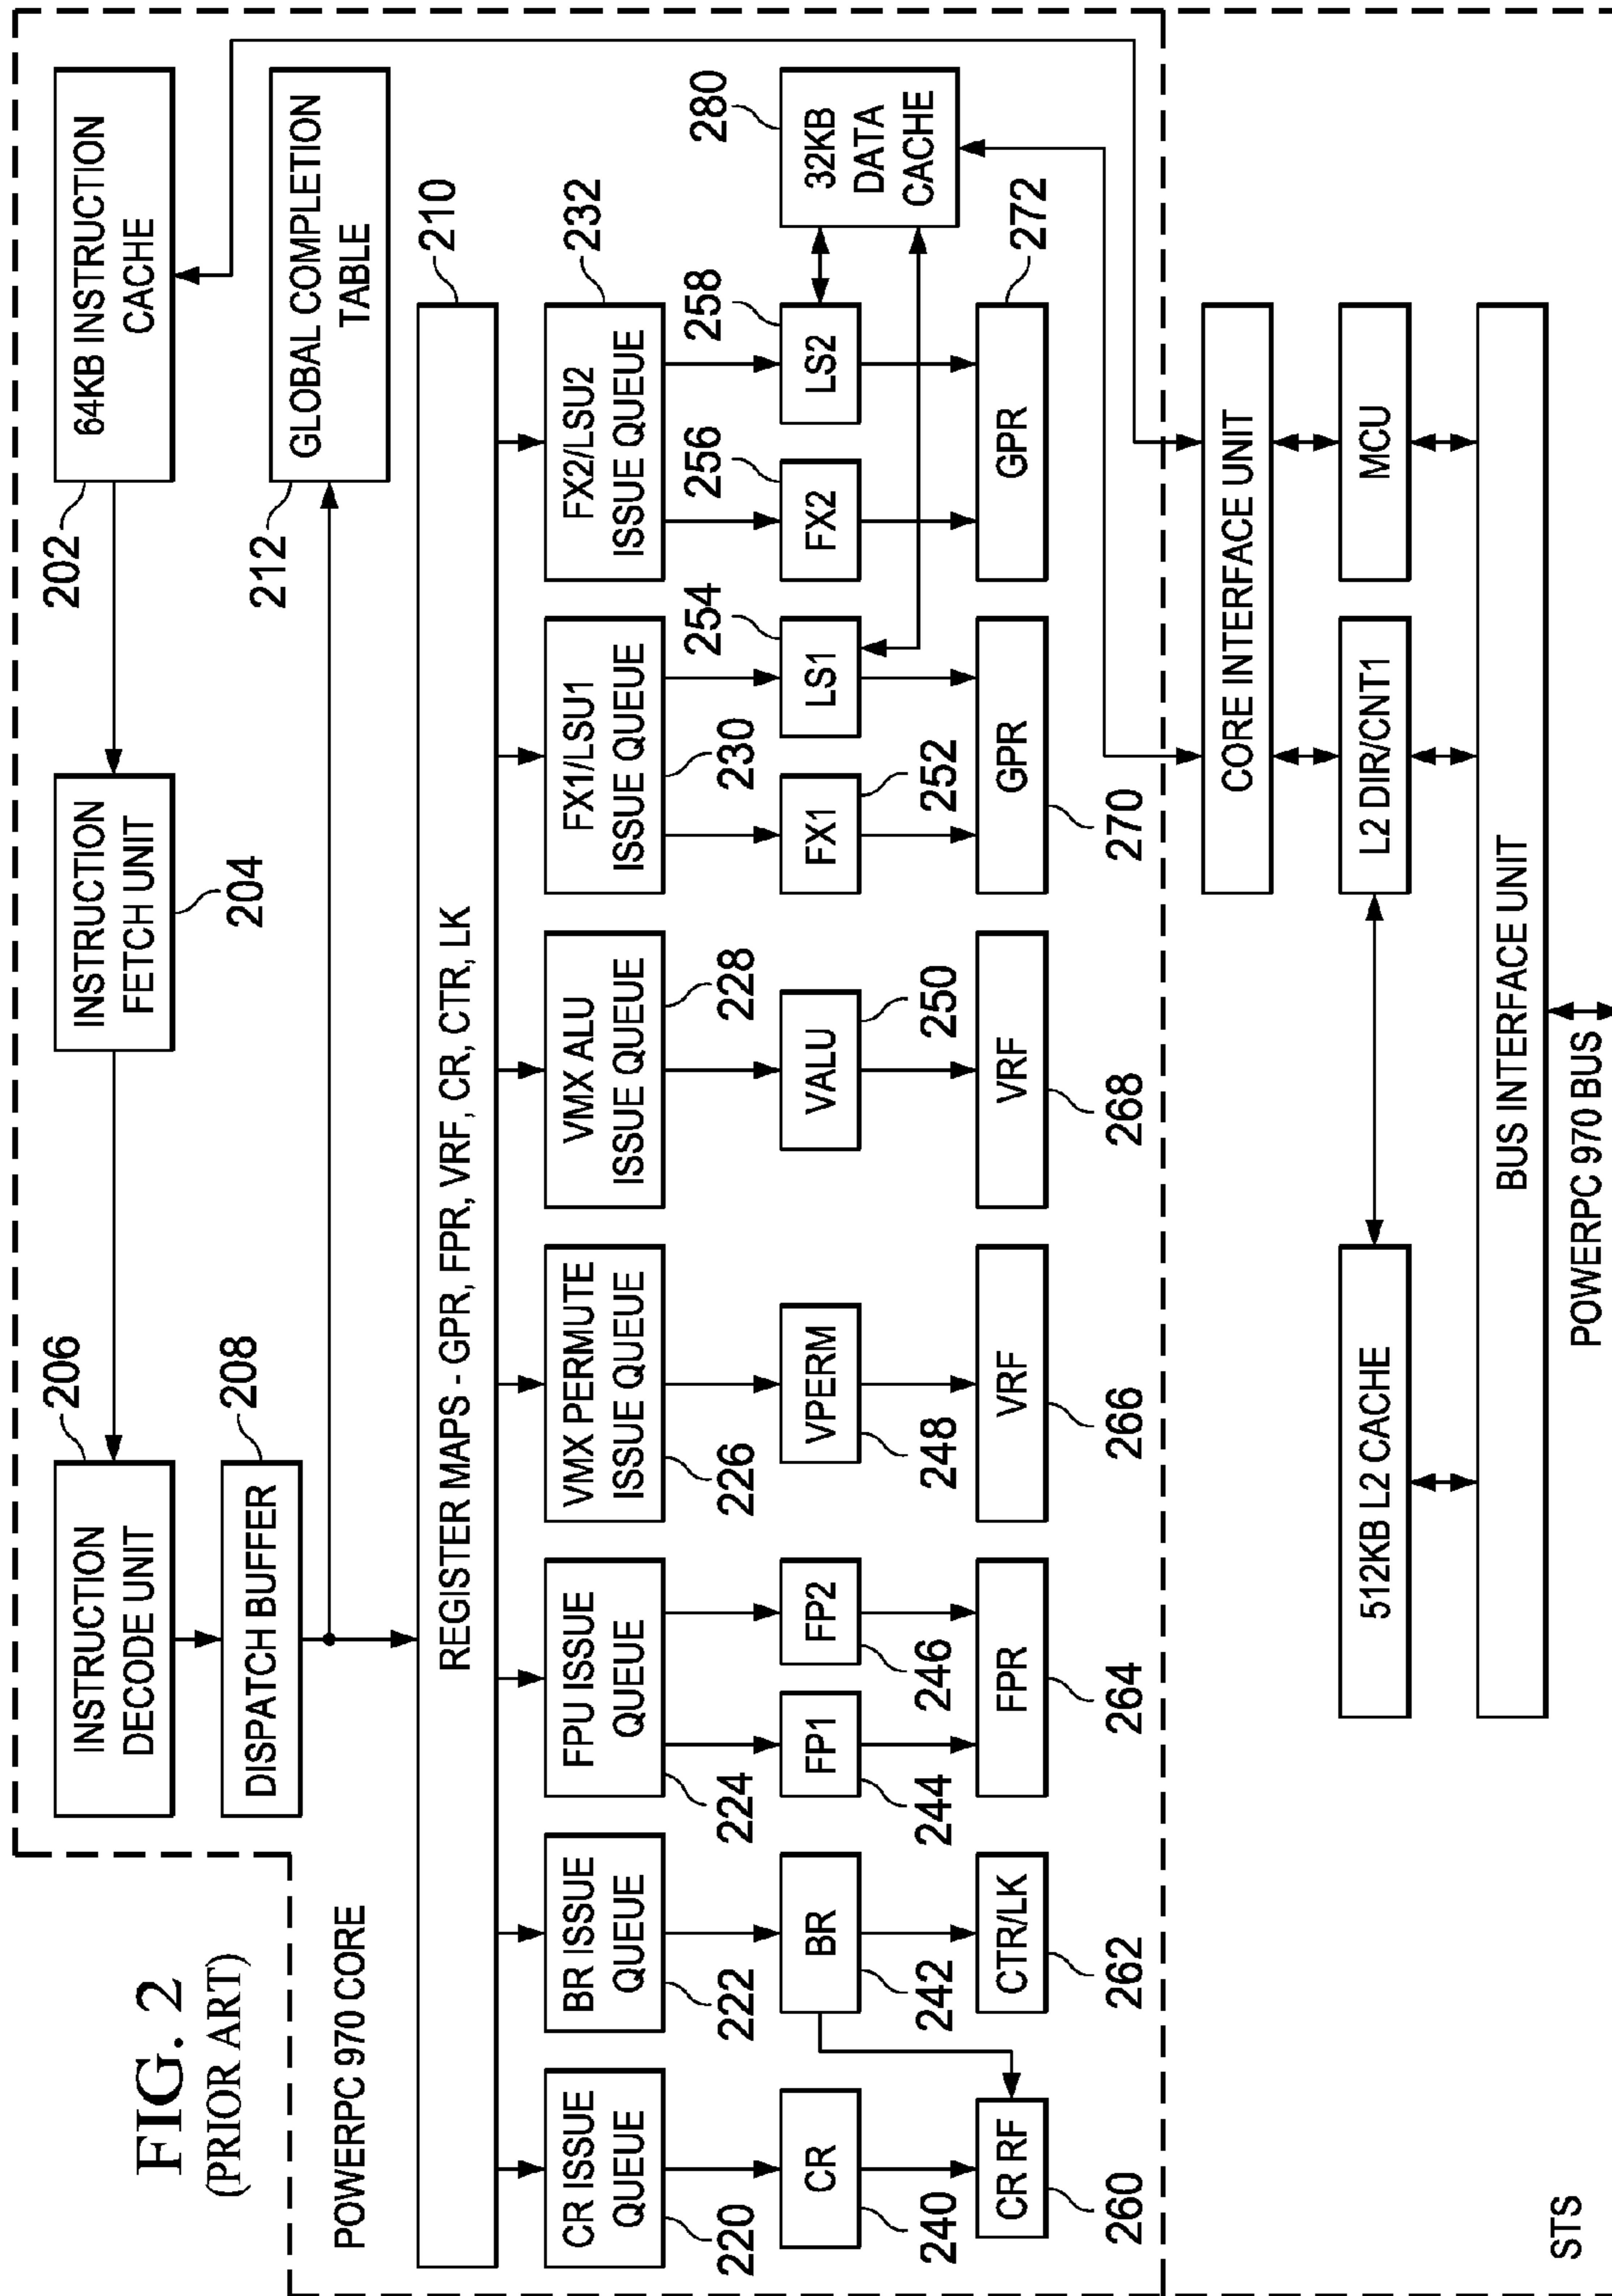 FIG. 2
(PRIOR ART)
206
INSTRUCTION
DECODE UNIT
INSTRUCTION
FETCH UNIT
204
202
64KB INSTRUCTION
CACHE
208
DISPATCH BUFFER
212
GLOBAL COMPLETION
TABLE
POWERPC 970 CORE
210
REGISTER MAPS - GPR, FPR, VRF, CR, CTR, LK
CR ISSUE
QUEUE
220
BR ISSUE
QUEUE
222
FPU ISSUE
QUEUE
224
VMX PERMUTE
ISSUE QUEUE
226
VMX ALU
ISSUE QUEUE
228
FX1/LSU1
ISSUE QUEUE
230
FX2/LSU2
ISSUE QUEUE
232
CR
240
BR
242
FP1
244
FP2
246
VPERM
248
VALU
250
FX1
252
LS1
254
FX2
256
LS2
258
32KB
DATA
CACHE
280
CR RF
260
CTR/LK
262
FPR
264
VRF
266
VRF
268
GPR
270
GPR
272
CORE INTERFACE UNIT
512KB L2 CACHE
L2 DIR/CNT1
MCU
BUS INTERFACE UNIT
STS
POWERPC 970 BUS